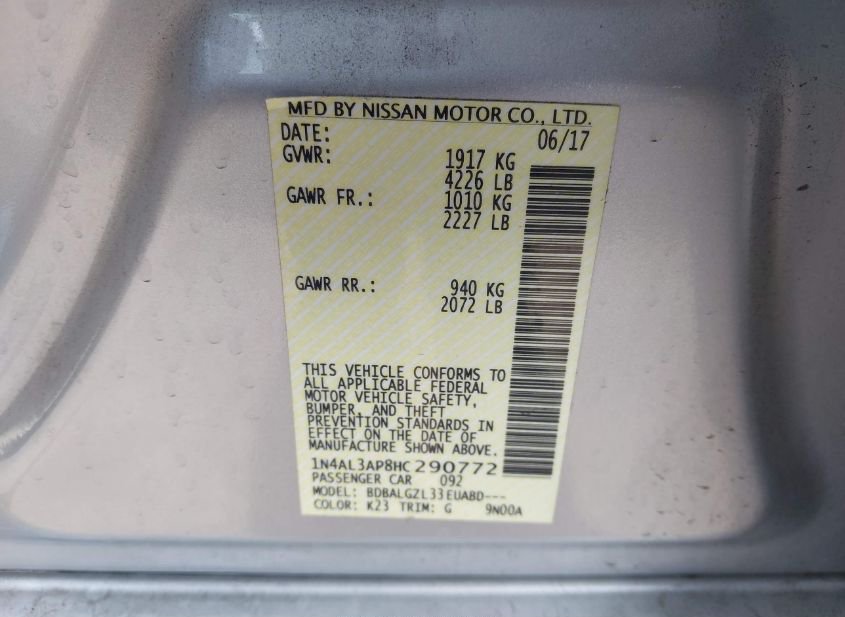 MFD BY NISSAN MOTOR CO., LTD.
DATE: 06/17
GVWR: 1917 KG
4226 LB
GAWR FR.: 1010 KG
2227 LB
GAWR RR.: 940 KG
2072 LB
THIS VEHICLE CONFORMS TO
ALL APPLICABLE FEDERAL
MOTOR VEHICLE SAFETY,
BUMPER, AND THEFT
PREVENTION STANDARDS IN
EFFECT ON THE DATE OF
MANUFACTURE SHOWN ABOVE.
1N4AL3AP8HC290772
PASSENGER CAR 092
MODEL: BDBALGZL33EUABD---
COLOR: K23 TRIM: G 9N00A